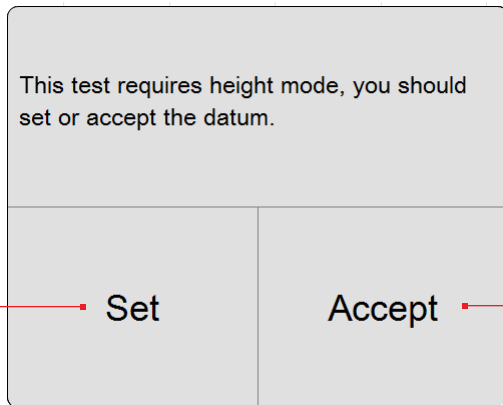 This test requires height mode, you should
set or accept the datum.
Set
Accept